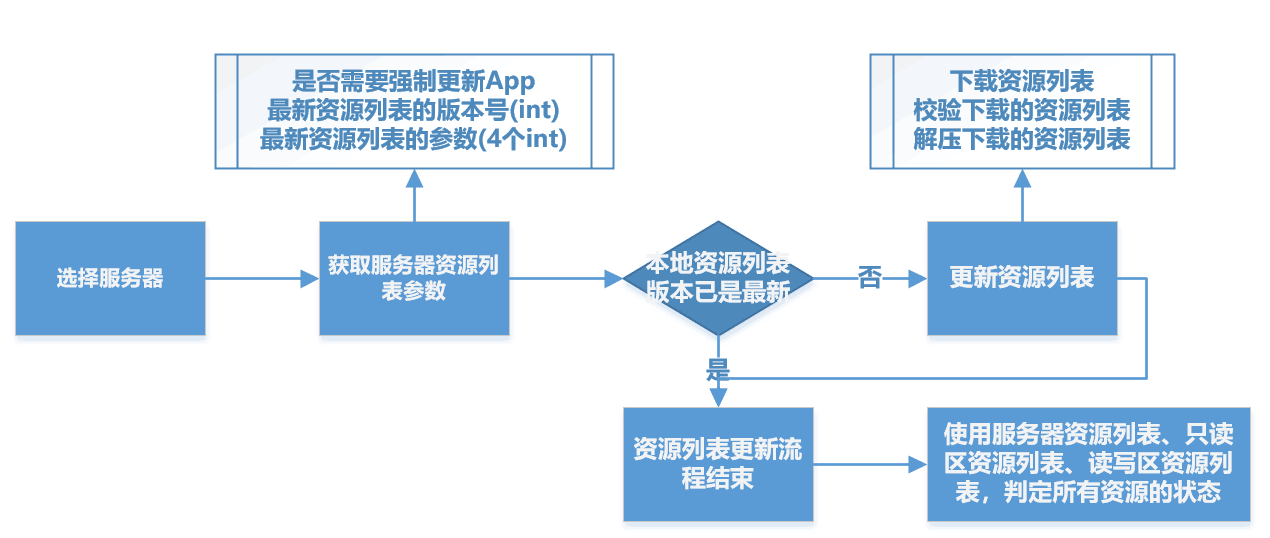 是否需要强制更新App
最新资源列表的版本号(int)
最新资源列表的参数(4个int)
下载资源列表
校验下载的资源列表
解压下载的资源列表
选择服务器
获取服务器资源列
表参数
本地资源列表
版本已是最新
否
更新资源列表
是
资源列表更新流
程结束
使用服务器资源列表、只读
区资源列表、读写区资源列
表，判定所有资源的状态